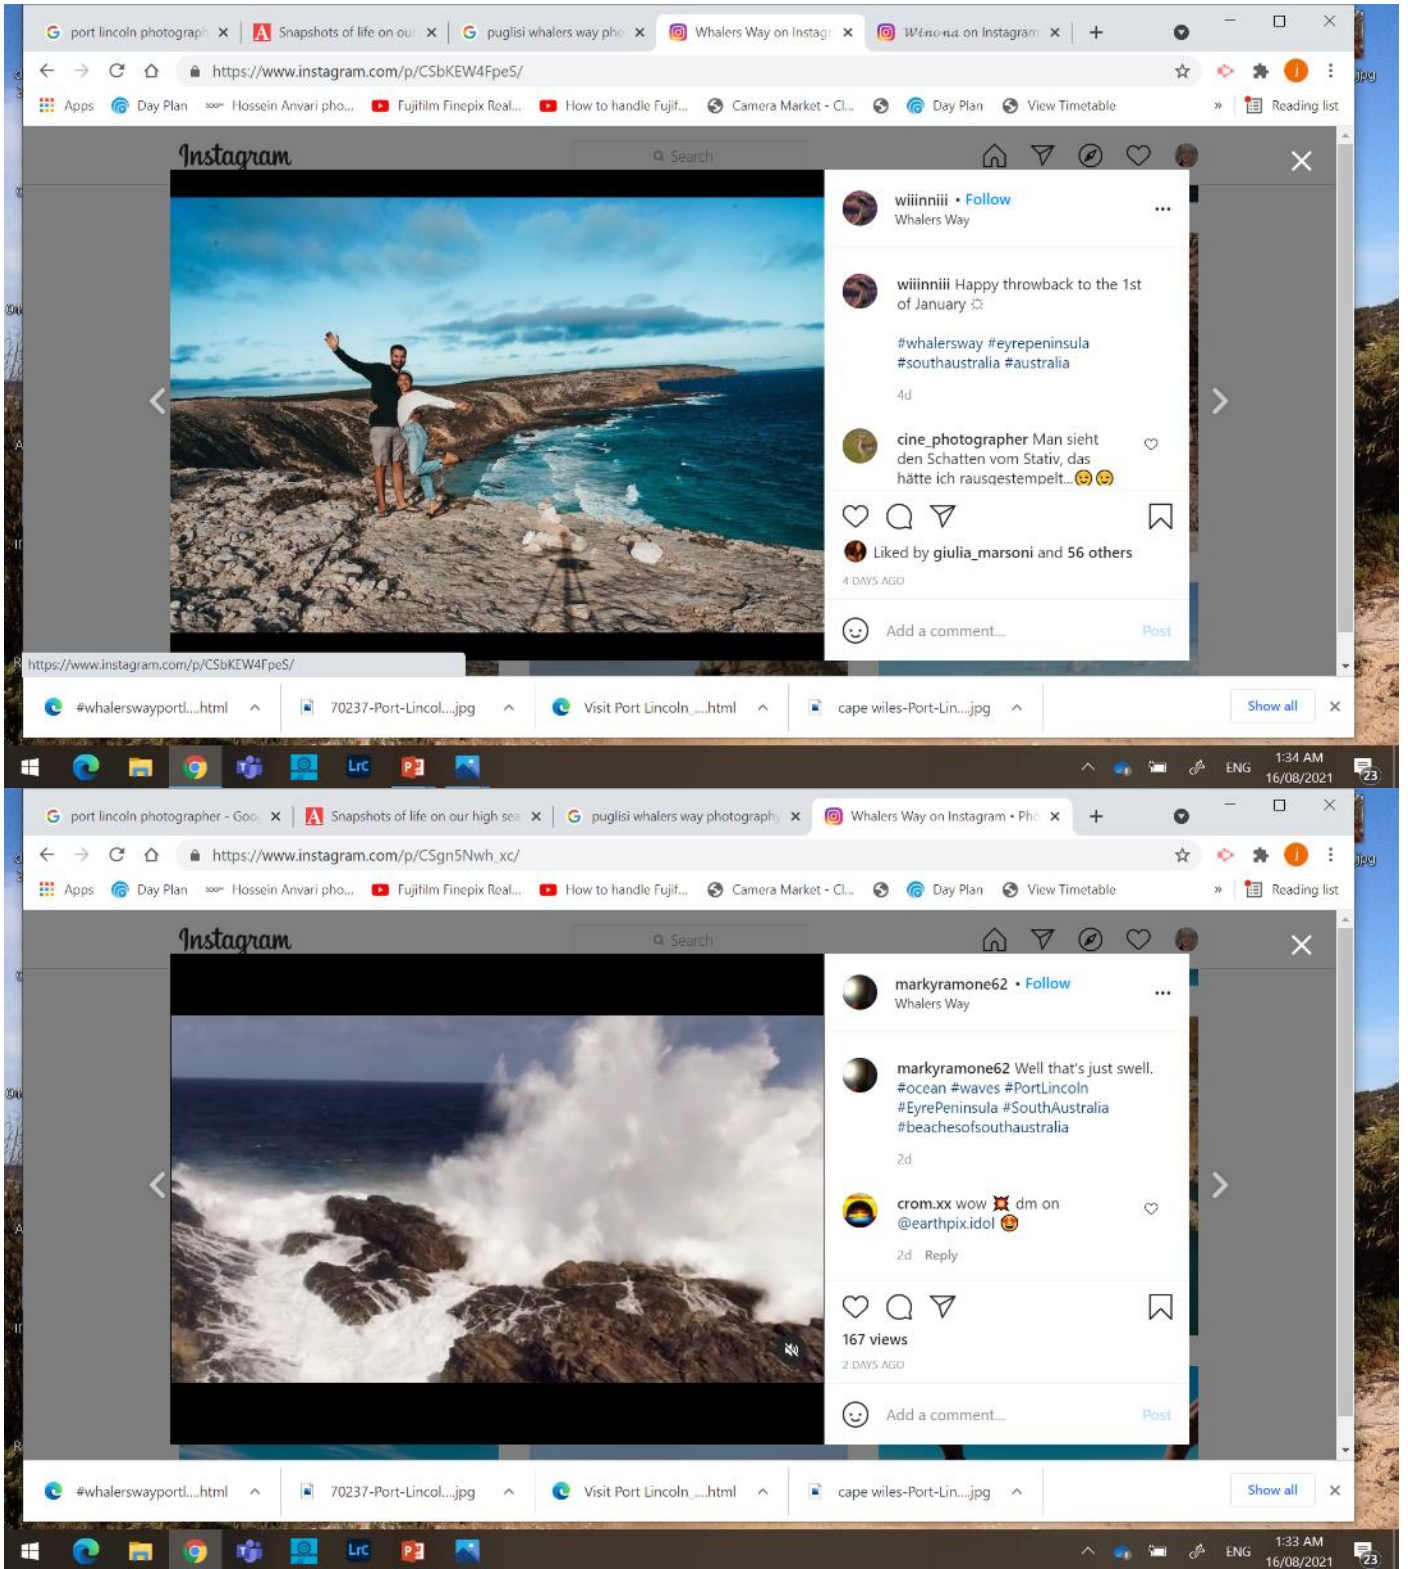 port lincoln photograph
Snapshots of life on ou
puglisi whalers way pho
Whalers Way on Instagr
Winona on Instagram
https://www.instagram.com/p/CSbKEW4FpeS/
Apps Day Plan Hossein Anvari pho... Fujifilm Finepix Real... How to handle Fujif... Camera Market - Cl... Day Plan View Timetable » Reading list
Instagram
Search
wiiinniii • Follow
Whalers Way
wiiinniii Happy throwback to the 1st
of January
#whalersway #eyrepeninsula
#southaustralia #australia
4d
cine_photographer Man sieht
den Schatten vom Stativ, das
hätte ich rausgestempelt...😉😉
Liked by giulia_marsoni and 56 others
4 DAYS AGO
Add a comment... Post
https://www.instagram.com/p/CSbKEW4FpeS/
#whalerswayportl....html 70237-Port-Lincol....jpg Visit Port Lincoln_....html cape wiles-Port-Lin....jpg Show all
LrC
ENG
1:34 AM
16/08/2021
23
port lincoln photographer - Goo
Snapshots of life on our high sea
puglisi whalers way photography
Whalers Way on Instagram • Pho
https://www.instagram.com/p/CSgn5Nwh_xc/
Apps Day Plan Hossein Anvari pho... Fujifilm Finepix Real... How to handle Fujif... Camera Market - Cl... Day Plan View Timetable » Reading list
Instagram
Search
markyramone62 • Follow
Whalers Way
markyramone62 Well that's just swell.
#ocean #waves #PortLincoln
#EyrePeninsula #SouthAustralia
#beachesofsouthaustralia
2d
crom.xx wow 💥 dm on
@earthpix.idol 🤩
2d Reply
167 views
2 DAYS AGO
Add a comment... Post
#whalerswayportl....html 70237-Port-Lincol....jpg Visit Port Lincoln_....html cape wiles-Port-Lin....jpg Show all
LrC
ENG
1:33 AM
16/08/2021
23